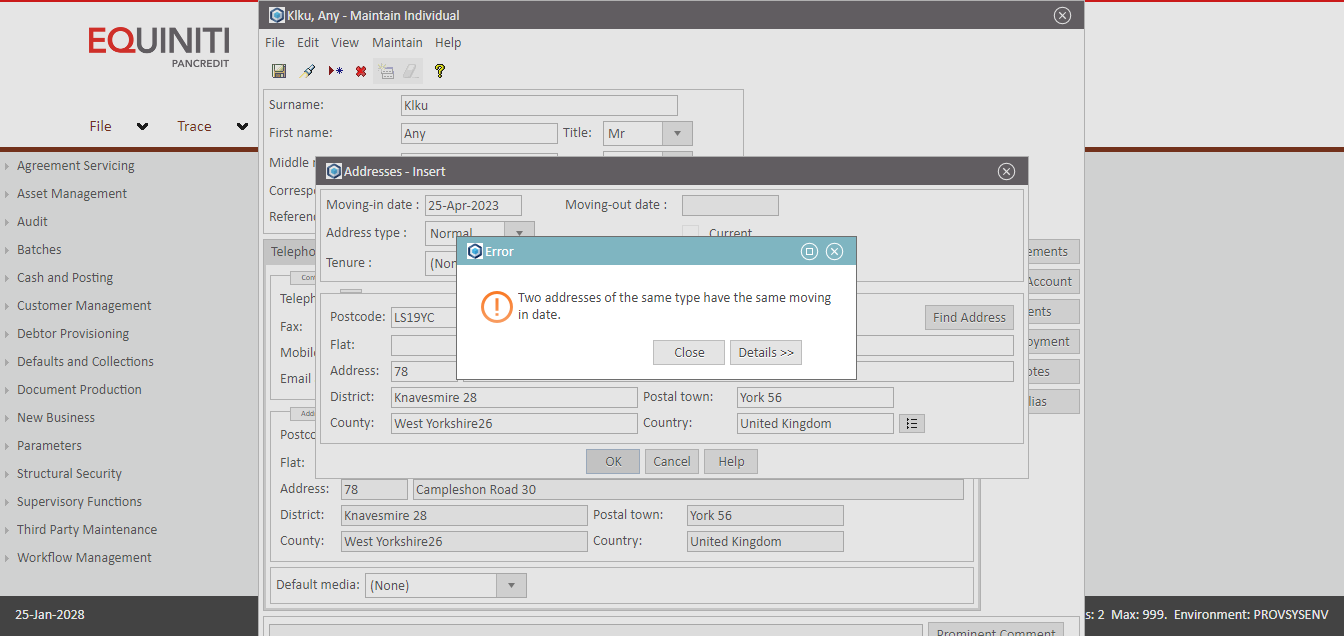 EQUINITI
PANCREDIT
File
Trace
Agreement Servicing
Asset Management
Audit
Batches
Cash and Posting
Customer Management
Debtor Provisioning
Defaults and Collections
Document Production
New Business
Parameters
Structural Security
Supervisory Functions
Third Party Maintenance
Workflow Management
25-Jan-2028
Klku, Any - Maintain Individual
File Edit View Maintain Help
Surname: Klku
First name: Any Title: Mr
Middle
Addresses - Insert
Moving-in date : 25-Apr-2023 Moving-out date :
Address type : Normal Current
Tenure : (Non
Error
Two addresses of the same type have the same moving
in date.
Close Details >>
Postcode: LS19YC Find Address
Flat:
Address: 78
District: Knavesmire 28 Postal town: York 56
County: West Yorkshire26 Country: United Kingdom
OK Cancel Help
Corresp
Referen
Telepho
Con
Teleph
Fax:
Mobil
Email
Add
Postco
Flat:
Address: 78 Campleshon Road 30
District: Knavesmire 28 Postal town: York 56
County: West Yorkshire26 Country: United Kingdom
Default media: (None)
ements
Account
ents
oyment
otes
lias
Prominent Comment
s: 2 Max: 999. Environment: PROVSYSENV